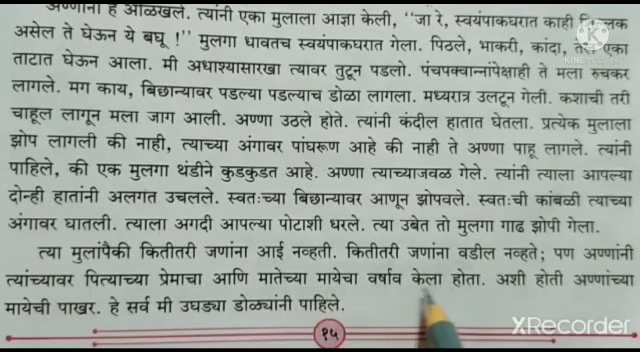 अण्णांनी हे ओळखले. त्यांनी एका मुलाला आज्ञा केली, “जा रे, स्वयंपाकघरात काही
असेल ते घेऊन ये बघू !” मुलगा धावतच स्वयंपाकघरात गेला. पिठले, भाकरी, कांदा, एका
ताटात घेऊन आला. मी अधाश्यासारखा त्यावर तुटून पडलो. पंचपक्वान्नांपेक्षाही ते मला रुचकर
लागले. मग काय, बिछान्यावर पडल्या पडल्याच डोळा लागला. मध्यरात्र उलटून गेली. कशाची तरी
चाहूल लागून मला जाग आली. अण्णा उठले होते. त्यांनी कंदील हातात घेतला. प्रत्येक मुलाला
झोप लागली की नाही, त्याच्या अंगावर पांघरूण आहे की नाही ते अण्णा पाहू लागले. त्यांनी
पाहिले, की एक मुलगा थंडीने कुडकुडत आहे. अण्णा त्याच्याजवळ गेले. त्यांनी त्याला आपल्या
दोन्ही हातांनी अलगत उचलले. स्वतःच्या बिछान्यावर आणून झोपवले. स्वतःची कांबळी त्याच्या
अंगावर घातली. त्याला अगदी आपल्या पोटाशी धरले. त्या उबेत तो मुलगा गाढ झोपी गेला.
त्या मुलांपैकी कितीतरी जणांना आई नव्हती. कितीतरी जणांना वडील नव्हते; पण अण्णांनी
त्यांच्यावर पित्याच्या प्रेमाचा आणि मातेच्या मायेचा वर्षाव केला होता. अशी होती अण्णांच्या
मायेची पाखर. हे सर्व मी उघड्या डोळ्यांनी पाहिले.
१५
XRecorder